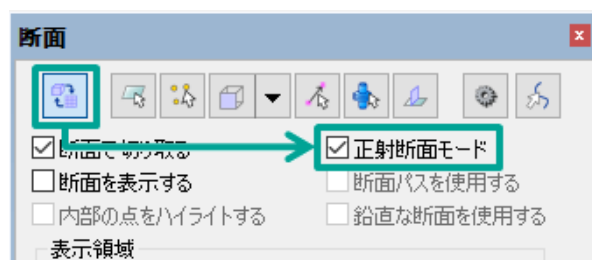 断面
断面で切り取る 正射断面モード
断面を表示する 断面パスを使用する
内部の点をハイライトする 鉛直な断面を使用する
表示領域